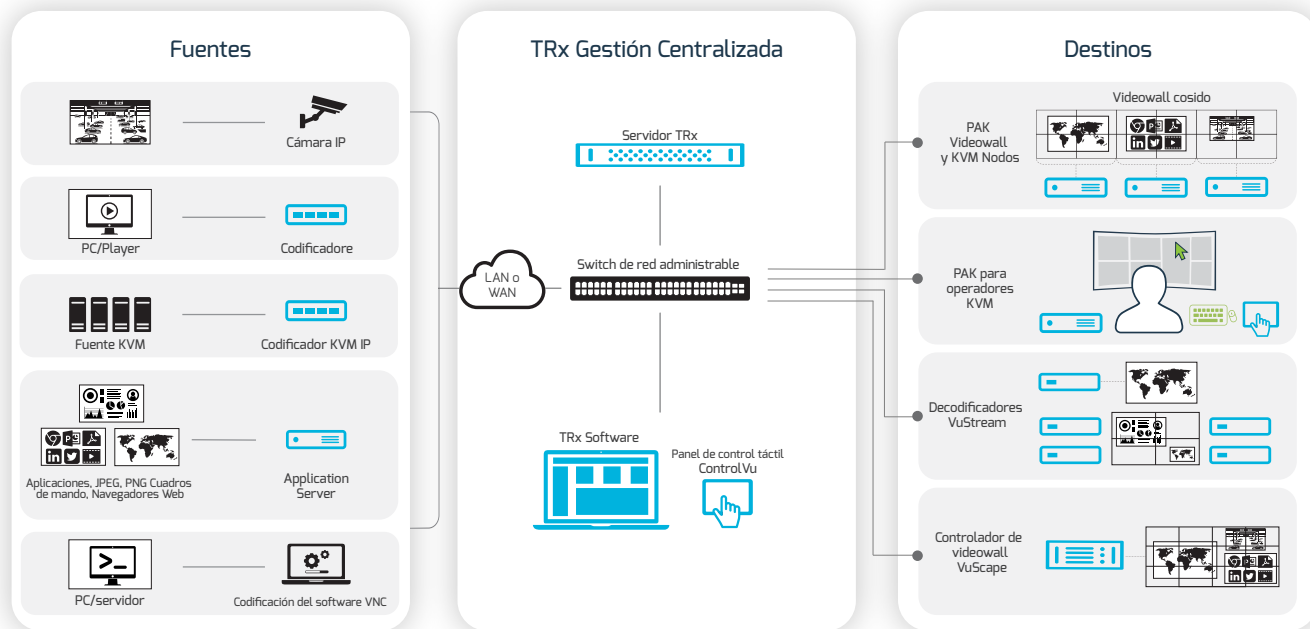 Fuentes
Cámara IP
PC/Player
Codificadore
Fuente KVM
Codificador KVM IP
Aplicaciones, JPEG, PNG Cuadros
de mando, Navegadores Web
Application
Server
PC/servidor
Codificación del software VNC
TRx Gestión Centralizada
Servidor TRx
LAN o
WAN
Switch de red administrable
TRx Software
Panel de control táctil
ControlVu
Destinos
PAK
Videowall
y KVM Nodos
Videowall cosido
PAK para
operadores
KVM
Decodificadores
VuStream
Controlador de
videowall
VuScape